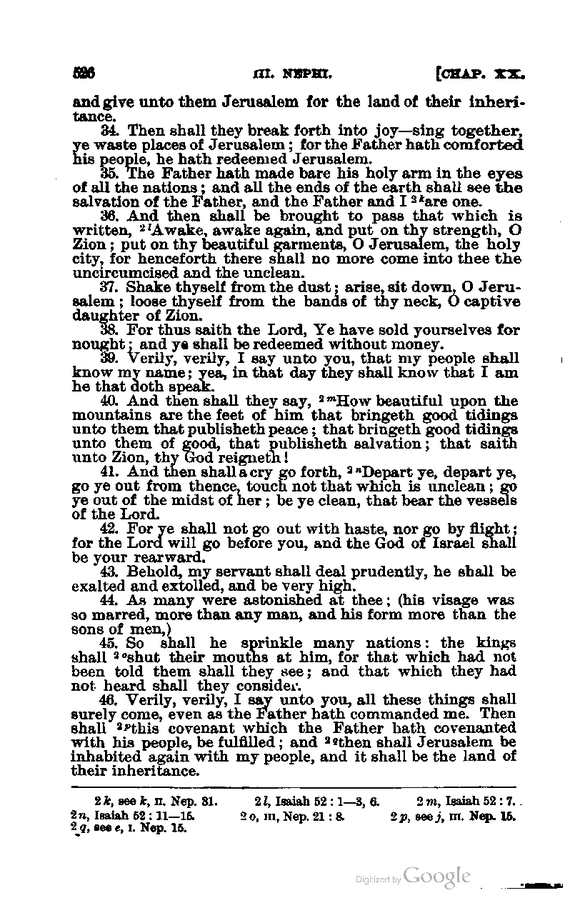 526 III. NEPHI. [CHAP. XX.
and give unto them Jerusalem for the land of their inheri-
tance.
34. Then shall they break forth into joy—sing together,
ye waste places of Jerusalem; for the Father hath comforted
his people, he hath redeemed Jerusalem.
35. The Father hath made bare his holy arm in the eyes
of all the nations; and all the ends of the earth shall see the
salvation of the Father, and the Father and I 2kare one.
36. And then shall be brought to pass that which is
written, 2lAwake, awake again, and put on thy strength, O
Zion; put on thy beautiful garments, O Jerusalem, the holy
city, for henceforth there shall no more come into thee the
uncircumcised and the unclean.
37. Shake thyself from the dust; arise, sit down, O Jeru-
salem; loose thyself from the bands of thy neck, O captive
daughter of Zion.
38. For thus saith the Lord, Ye have sold yourselves for
nought; and ye shall be redeemed without money.
39. Verily, verily, I say unto you, that my people shall
know my name; yea, in that day they shall know that I am
he that doth speak.
40. And then shall they say, 2mHow beautiful upon the
mountains are the feet of him that bringeth good tidings
unto them that publisheth peace; that bringeth good tidings
unto them of good, that publisheth salvation; that saith
unto Zion, thy God reigneth!
41. And then shall a cry go forth, 2nDepart ye, depart ye,
go ye out from thence, touch not that which is unclean; go
ye out of the midst of her; be ye clean, that bear the vessels
of the Lord.
42. For ye shall not go out with haste, nor go by flight;
for the Lord will go before you, and the God of Israel shall
be your rearward.
43. Behold, my servant shall deal prudently, he shall be
exalted and extolled, and be very high.
44. As many were astonished at thee; (his visage was
so marred, more than any man, and his form more than the
sons of men,)
45. So shall he sprinkle many nations: the kings
shall 2oshut their mouths at him, for that which had not
been told them shall they see; and that which they had
not heard shall they consider.
46. Verily, verily, I say unto you, all these things shall
surely come, even as the Father hath commanded me. Then
shall 2pthis covenant which the Father hath covenanted
with his people, be fulfilled; and 2qthen shall Jerusalem be
inhabited again with my people, and it shall be the land of
their inheritance.
2k, see k, II. Nep. 31. 2l, Isaiah 52:1—3, 6. 2m, Isaiah 52:7.
2n, Isaiah 52:11—15. 2o, III, Nep. 21:8. 2p, see j, III. Nep. 15.
2q, see e, I. Nep. 15.
Digitized by Google